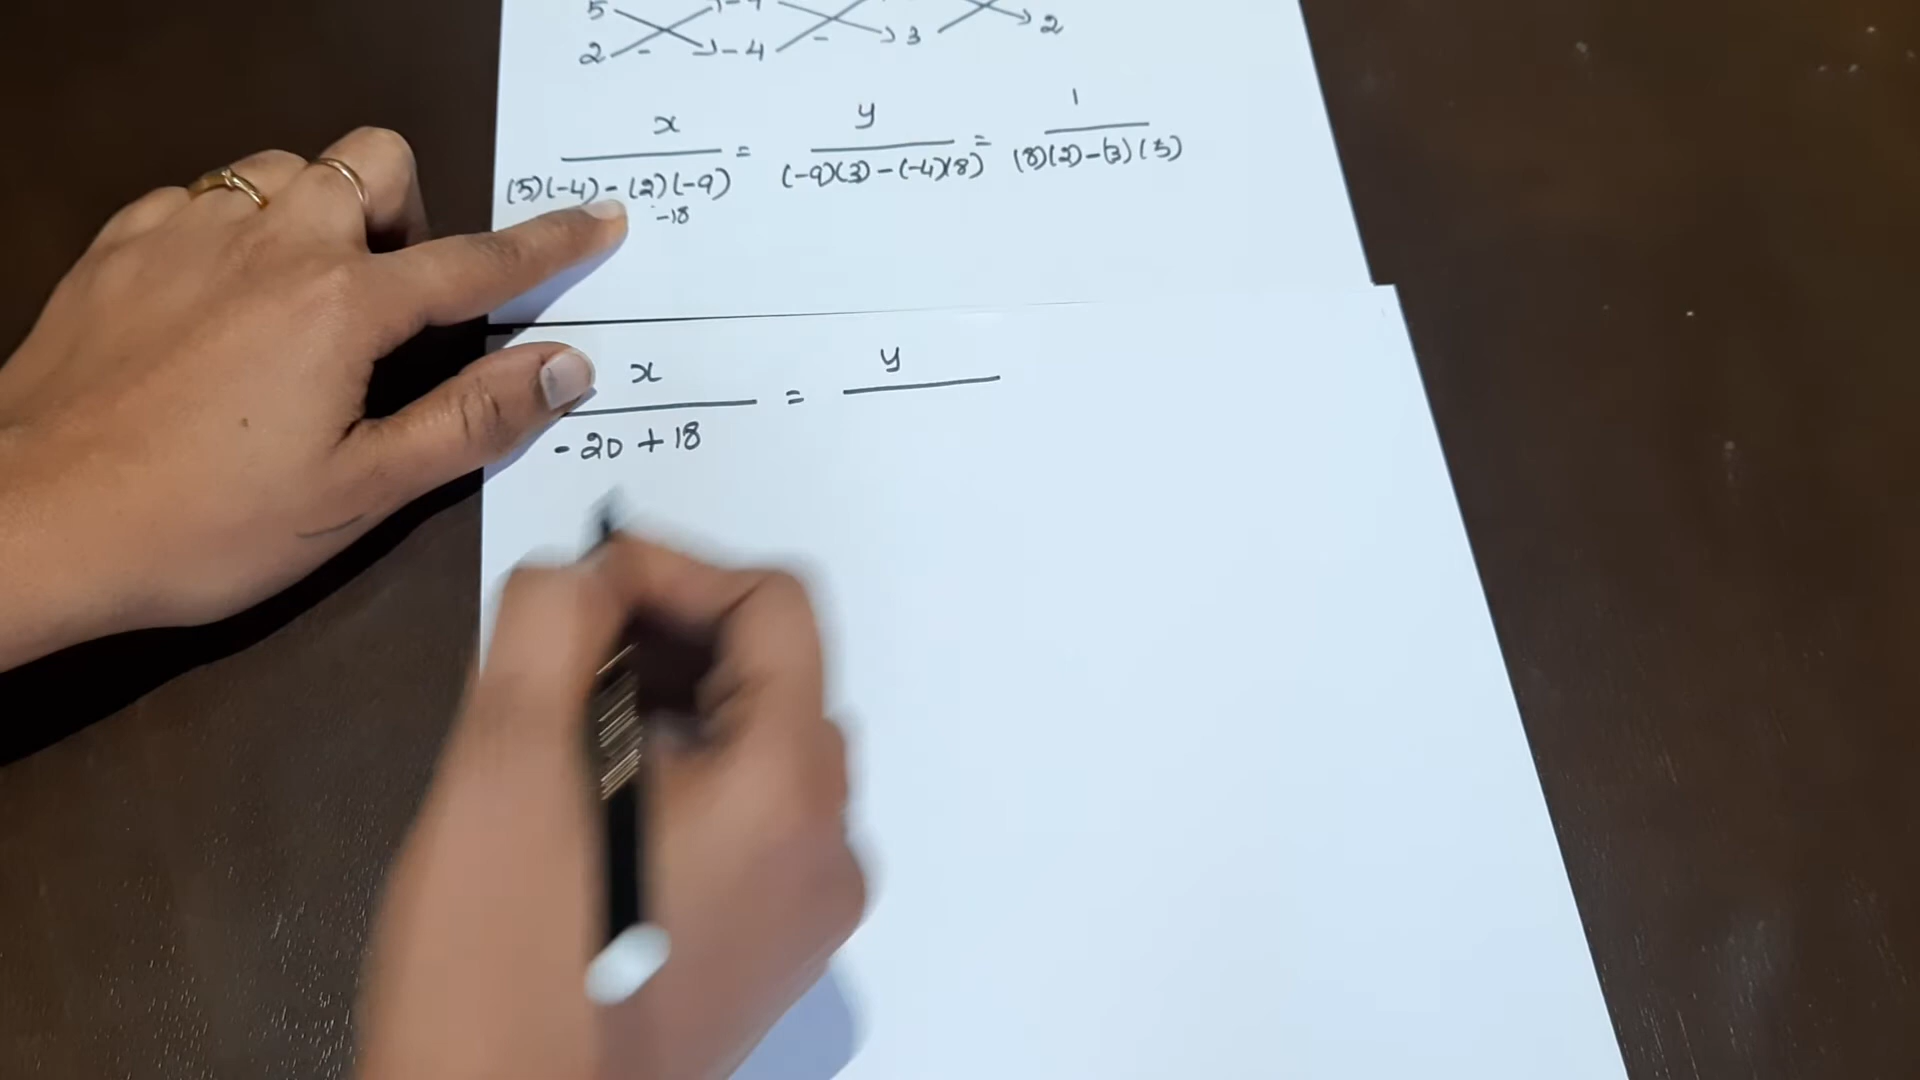 5 -9
2 - -4 - 3 2
x y 1
= =
(5)(-4) - (2)(-9) (-9)(3) - (-4)(8) (8)(2) - (3)(5)
-18
x = y
-20 + 18